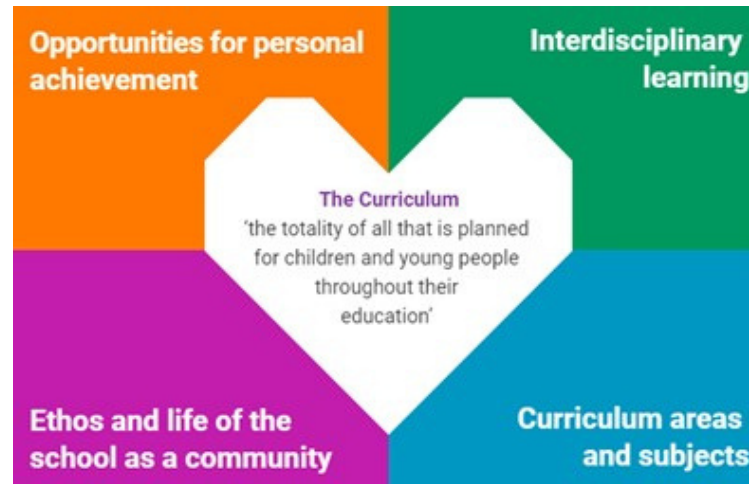 Opportunities for personal
achievement
Interdisciplinary
learning
The Curriculum
‘the totality of all that is planned
for children and young people
throughout their
education’
Ethos and life of the
school as a community
Curriculum areas
and subjects